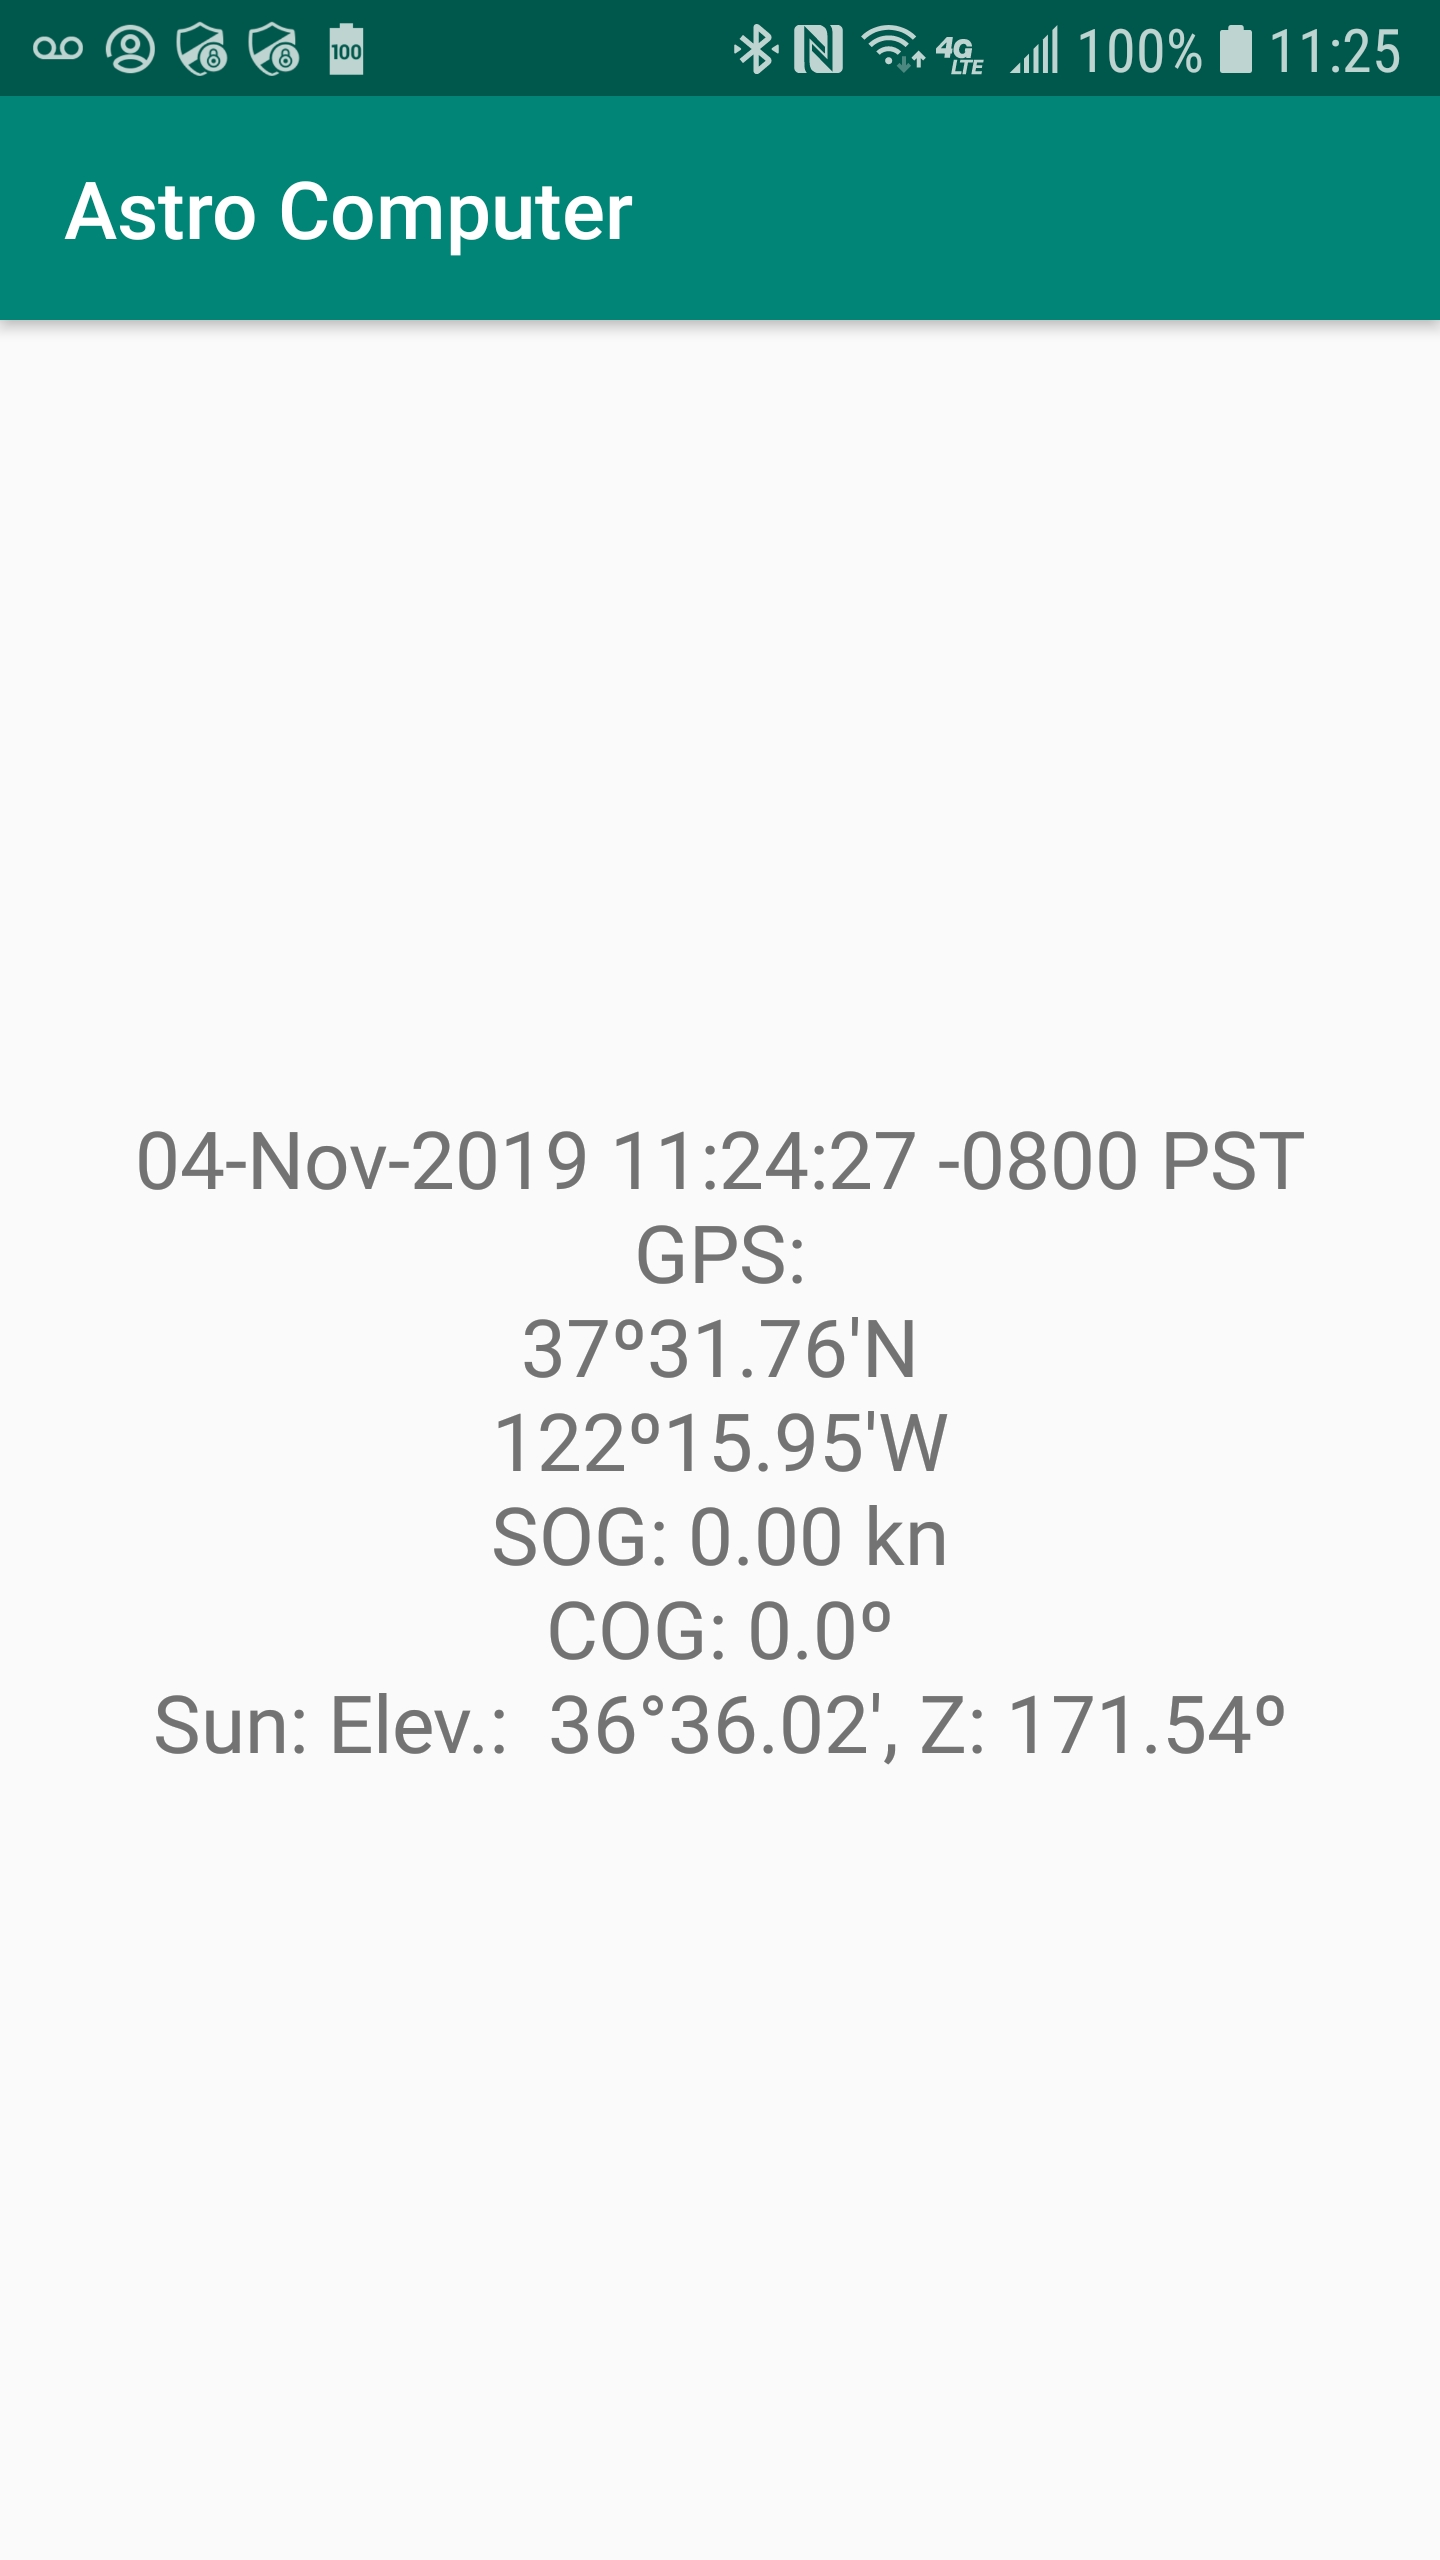 100 4G LTE 100% 11:25
Astro Computer
04-Nov-2019 11:24:27 -0800 PST
GPS:
37º31.76'N
122º15.95'W
SOG: 0.00 kn
COG: 0.0º
Sun: Elev.:  36°36.02', Z: 171.54º